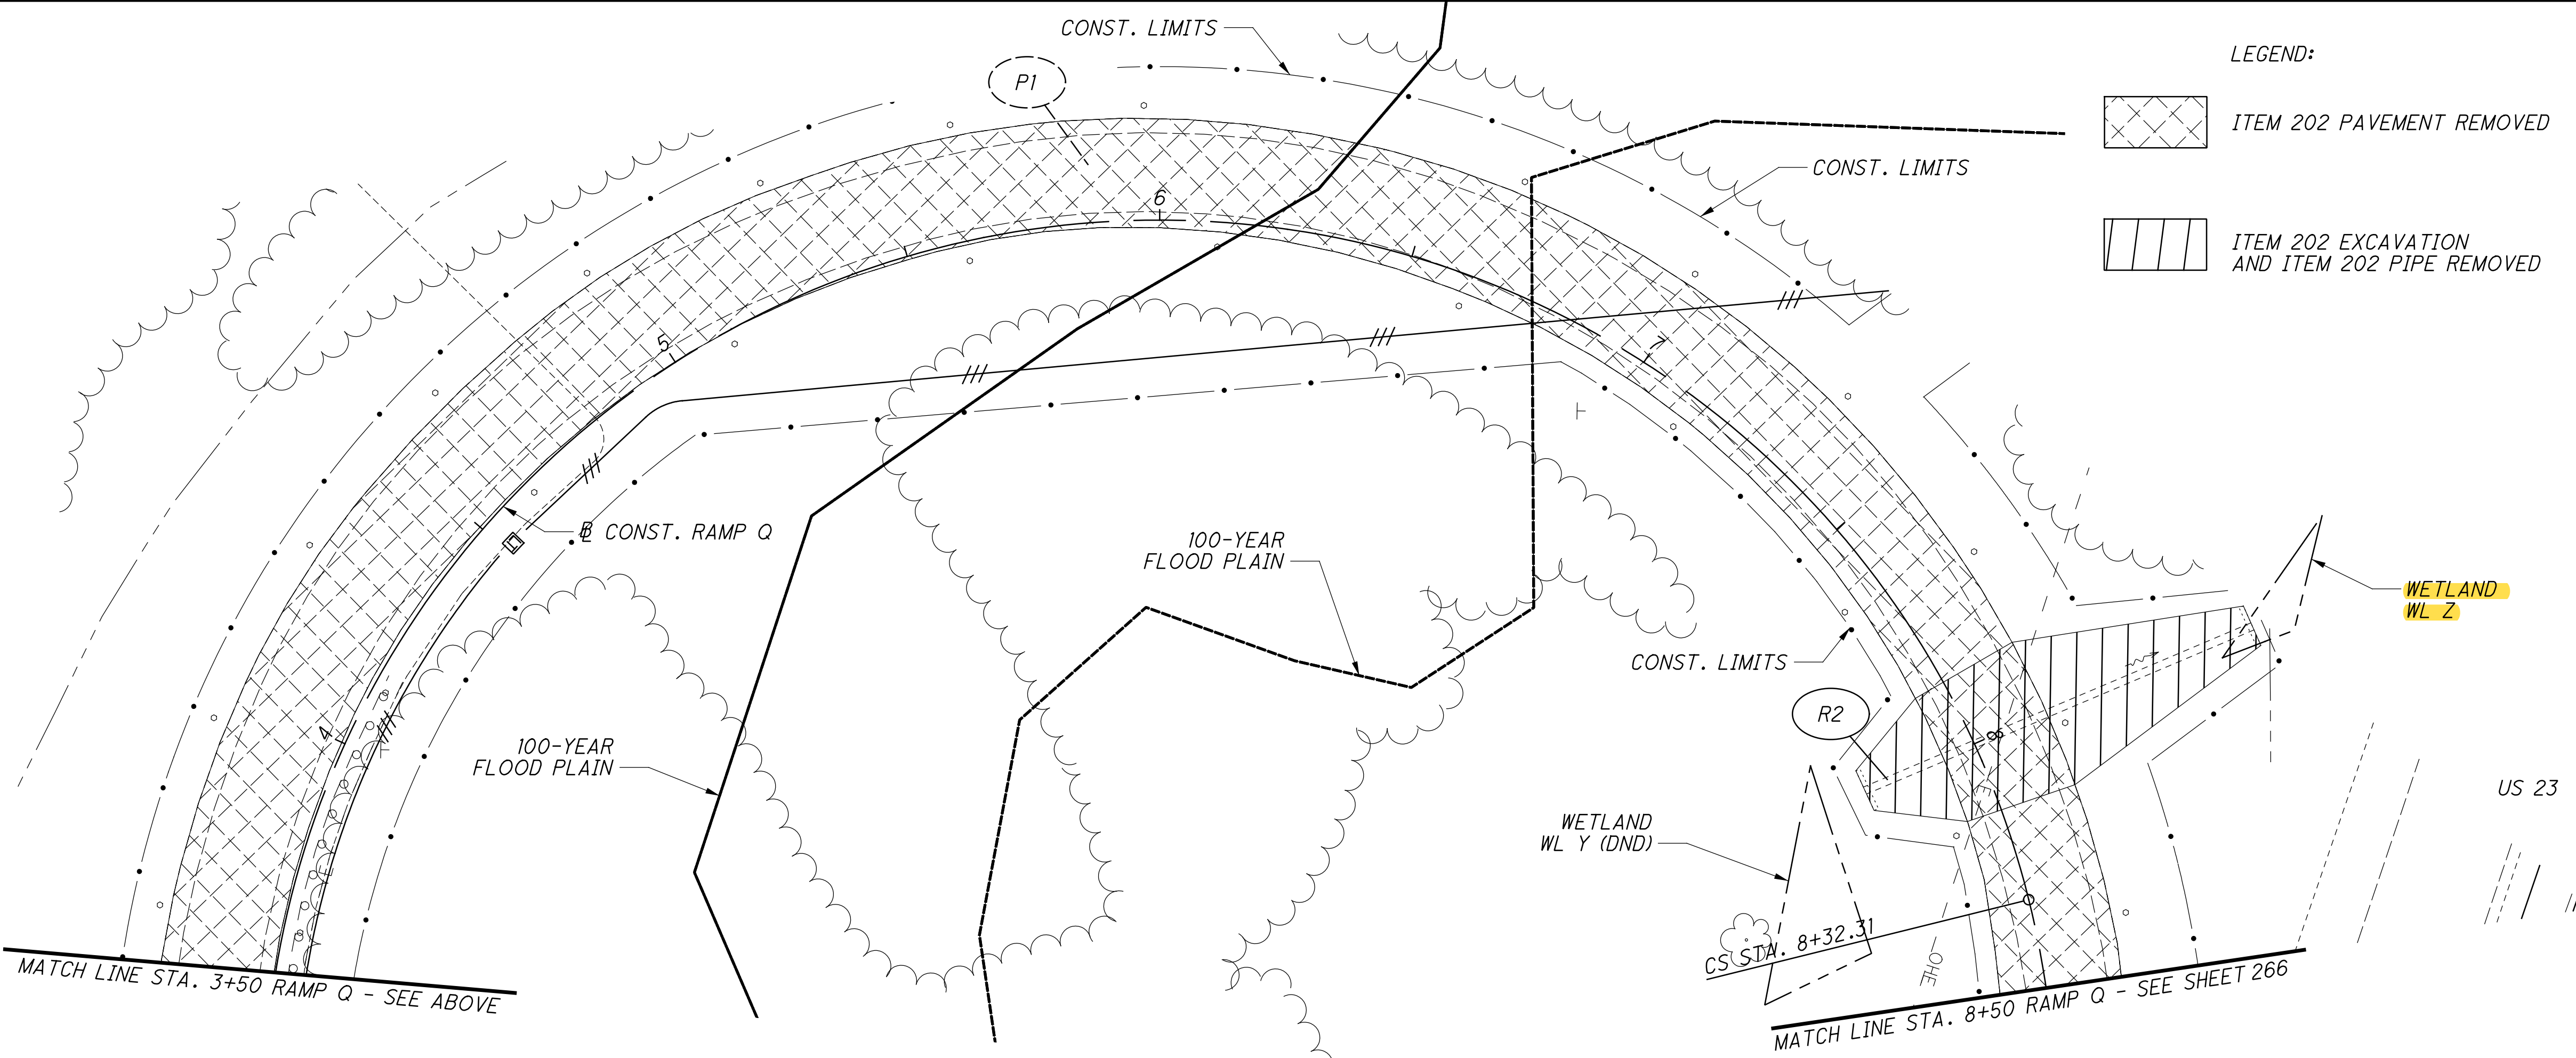 CONST. LIMITS
P1
LEGEND:
ITEM 202 PAVEMENT REMOVED
CONST. LIMITS
ITEM 202 EXCAVATION
AND ITEM 202 PIPE REMOVED
6
5
7
℄ CONST. RAMP Q
100-YEAR
FLOOD PLAIN
WETLAND
WL Z
CONST. LIMITS
R2
4
8
100-YEAR
FLOOD PLAIN
US 23
WETLAND
WL Y (DND)
CS STA. 8+32.31
OHE
MATCH LINE STA. 3+50 RAMP Q - SEE ABOVE
MATCH LINE STA. 8+50 RAMP Q - SEE SHEET 266